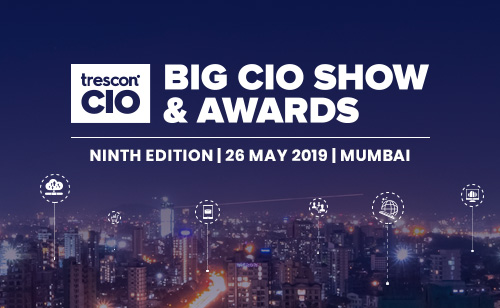 trescon
CIO
BIG CIO SHOW
& AWARDS
NINTH EDITION | 26 MAY 2019 | MUMBAI